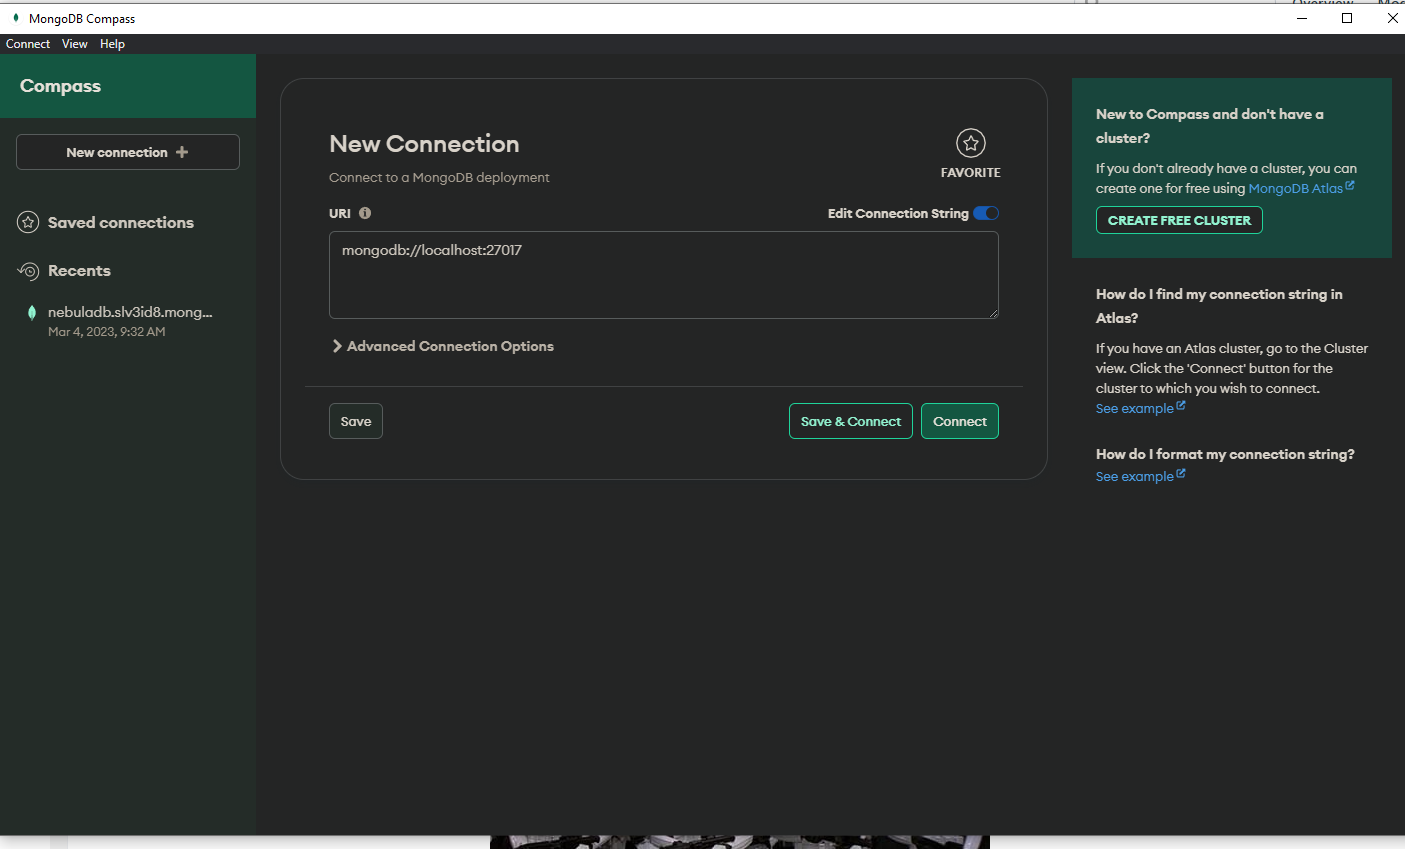 MongoDB Compass
Connect View Help
Compass
New connection
Saved connections
Recents
nebuladb.slv3id8.mong...
Mar 4, 2023, 9:32 AM
New Connection
Connect to a MongoDB deployment
FAVORITE
URI
Edit Connection String
mongodb://localhost:27017
Advanced Connection Options
Save
Save & Connect
Connect
New to Compass and don't have a
cluster?
If you don't already have a cluster, you can
create one for free using MongoDB Atlas
CREATE FREE CLUSTER
How do I find my connection string in
Atlas?
If you have an Atlas cluster, go to the Cluster
view. Click the 'Connect' button for the
cluster to which you wish to connect.
See example
How do I format my connection string?
See example